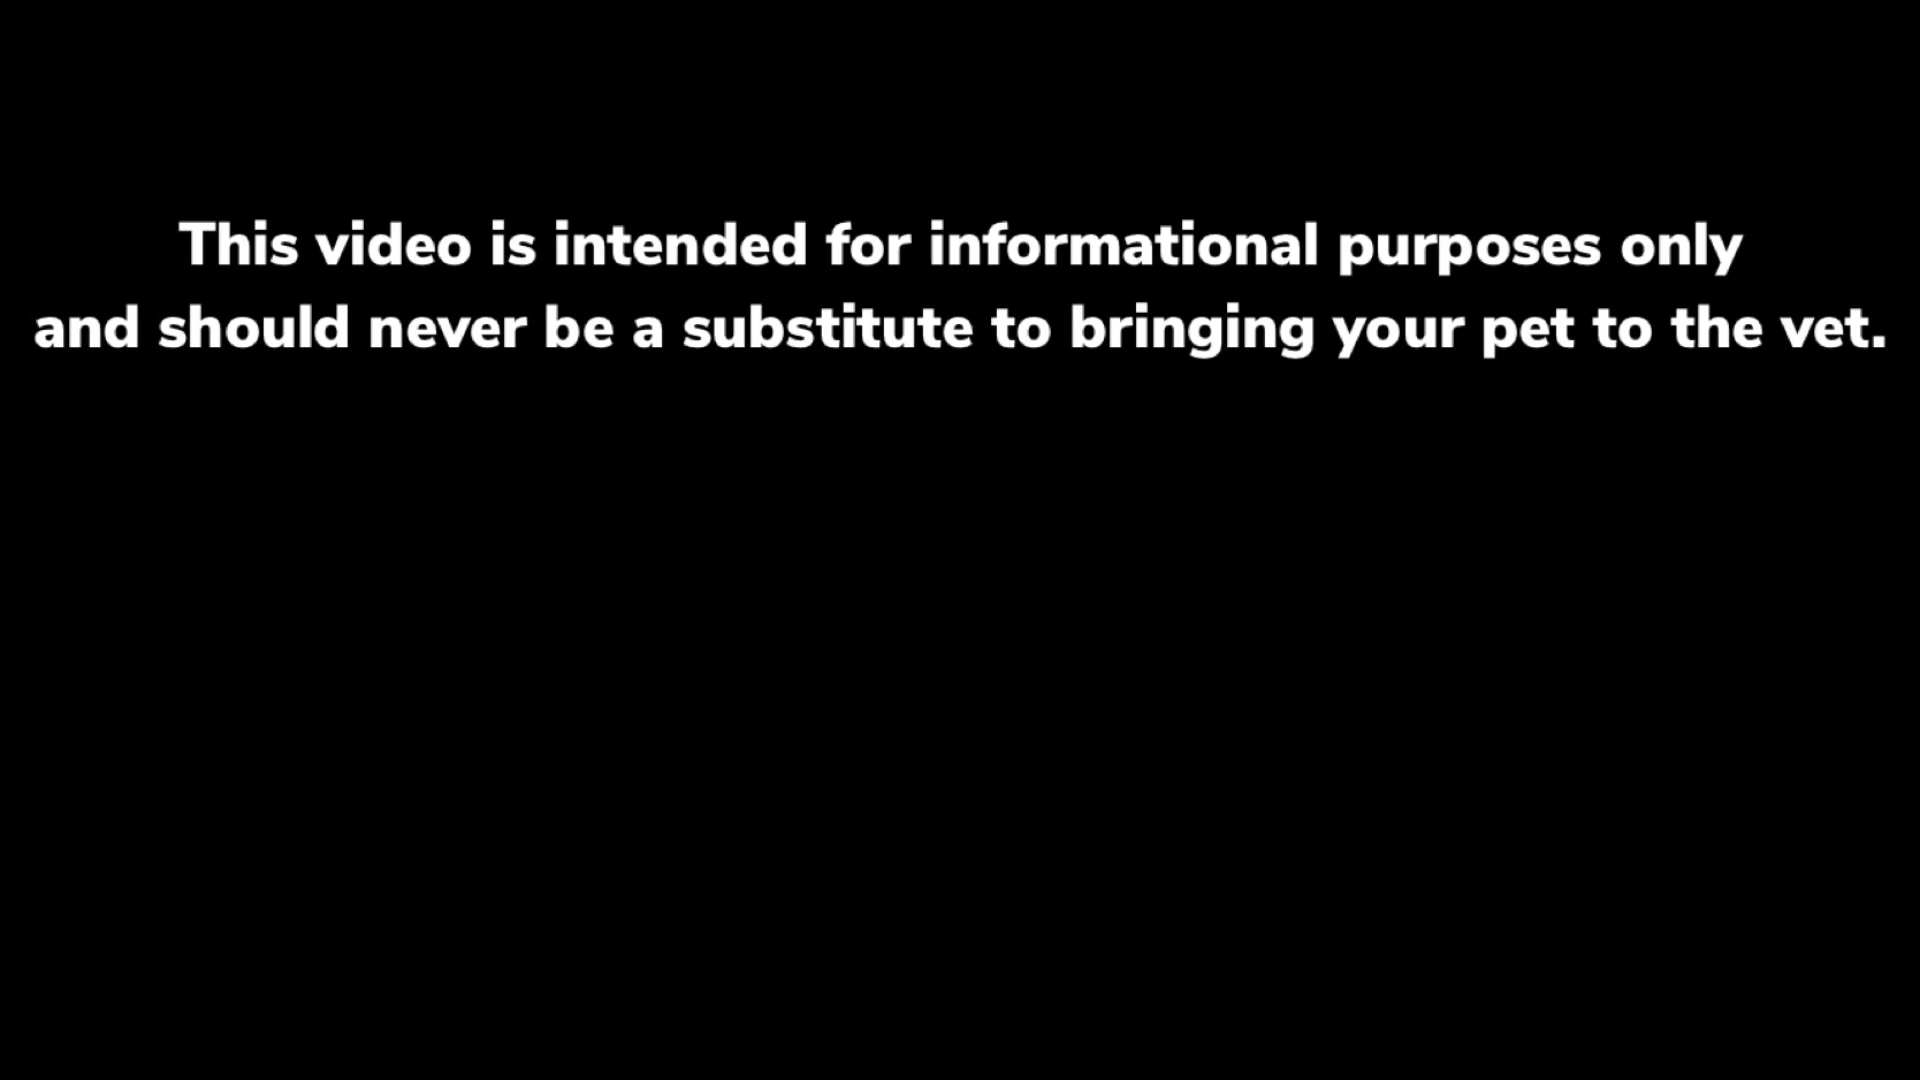 This video is intended for informational purposes only
and should never be a substitute to bringing your pet to the vet.